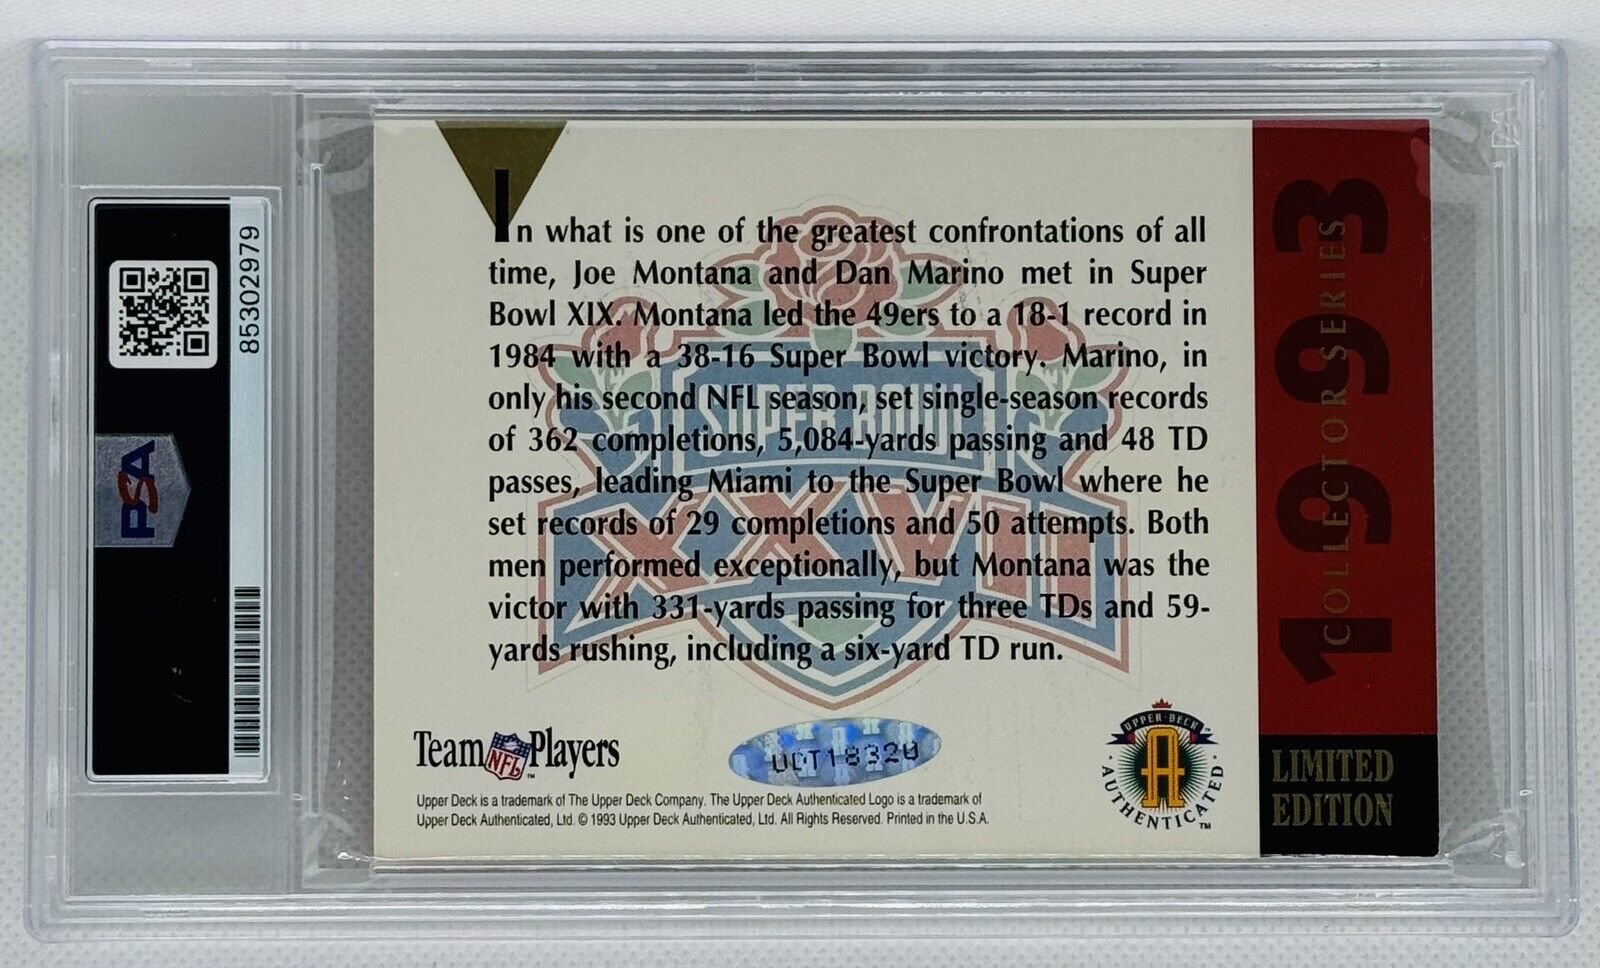 85302979
PSA
In what is one of the greatest confrontations of all
time, Joe Montana and Dan Marino met in Super
Bowl XIX. Montana led the 49ers to a 18-1 record in
1984 with a 38-16 Super Bowl victory. Marino, in
only his second NFL season, set single-season records
of 362 completions, 5,084-yards passing and 48 TD
passes, leading Miami to the Super Bowl where he
set records of 29 completions and 50 attempts. Both
men performed exceptionally, but Montana was the
victor with 331-yards passing for three TDs and 59-
yards rushing, including a six-yard TD run.
SUPER BOWL
XXVII
Team NFL Players
™
UPPER DECK
A
AUTHENTICATED™
Upper Deck is a trademark of The Upper Deck Company. The Upper Deck Authenticated Logo is a trademark of
Upper Deck Authenticated, Ltd. © 1993 Upper Deck Authenticated, Ltd. All Rights Reserved. Printed in the U.S.A.
1993
COLLECTOR SERIES
LIMITED
EDITION